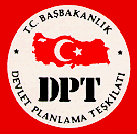 T.C. BAŞBAKANLIK
DPT
DEVLET PLANLAMA TEŞKİLATI